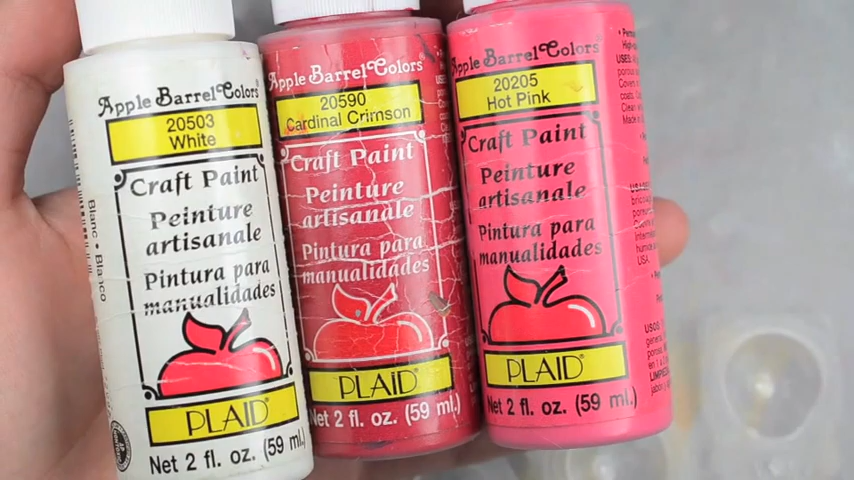 Apple Barrel Colors
20503
White
Craft Paint
Peinture
artisanale
Pintura para
manualidades
PLAID®
Net 2 fl. oz. (59 ml.)
Blanc • Blanco
Apple Barrel Colors
20590
Cardinal Crimson
Craft Paint
Peinture
artisanale
Pintura para
manualidades
PLAID®
Net 2 fl. oz. (59 ml.)
Apple Barrel Colors
20205
Hot Pink
Craft Paint
Peinture
artisanale
Pintura para
manualidades
PLAID®
Net 2 fl. oz. (59 ml.)